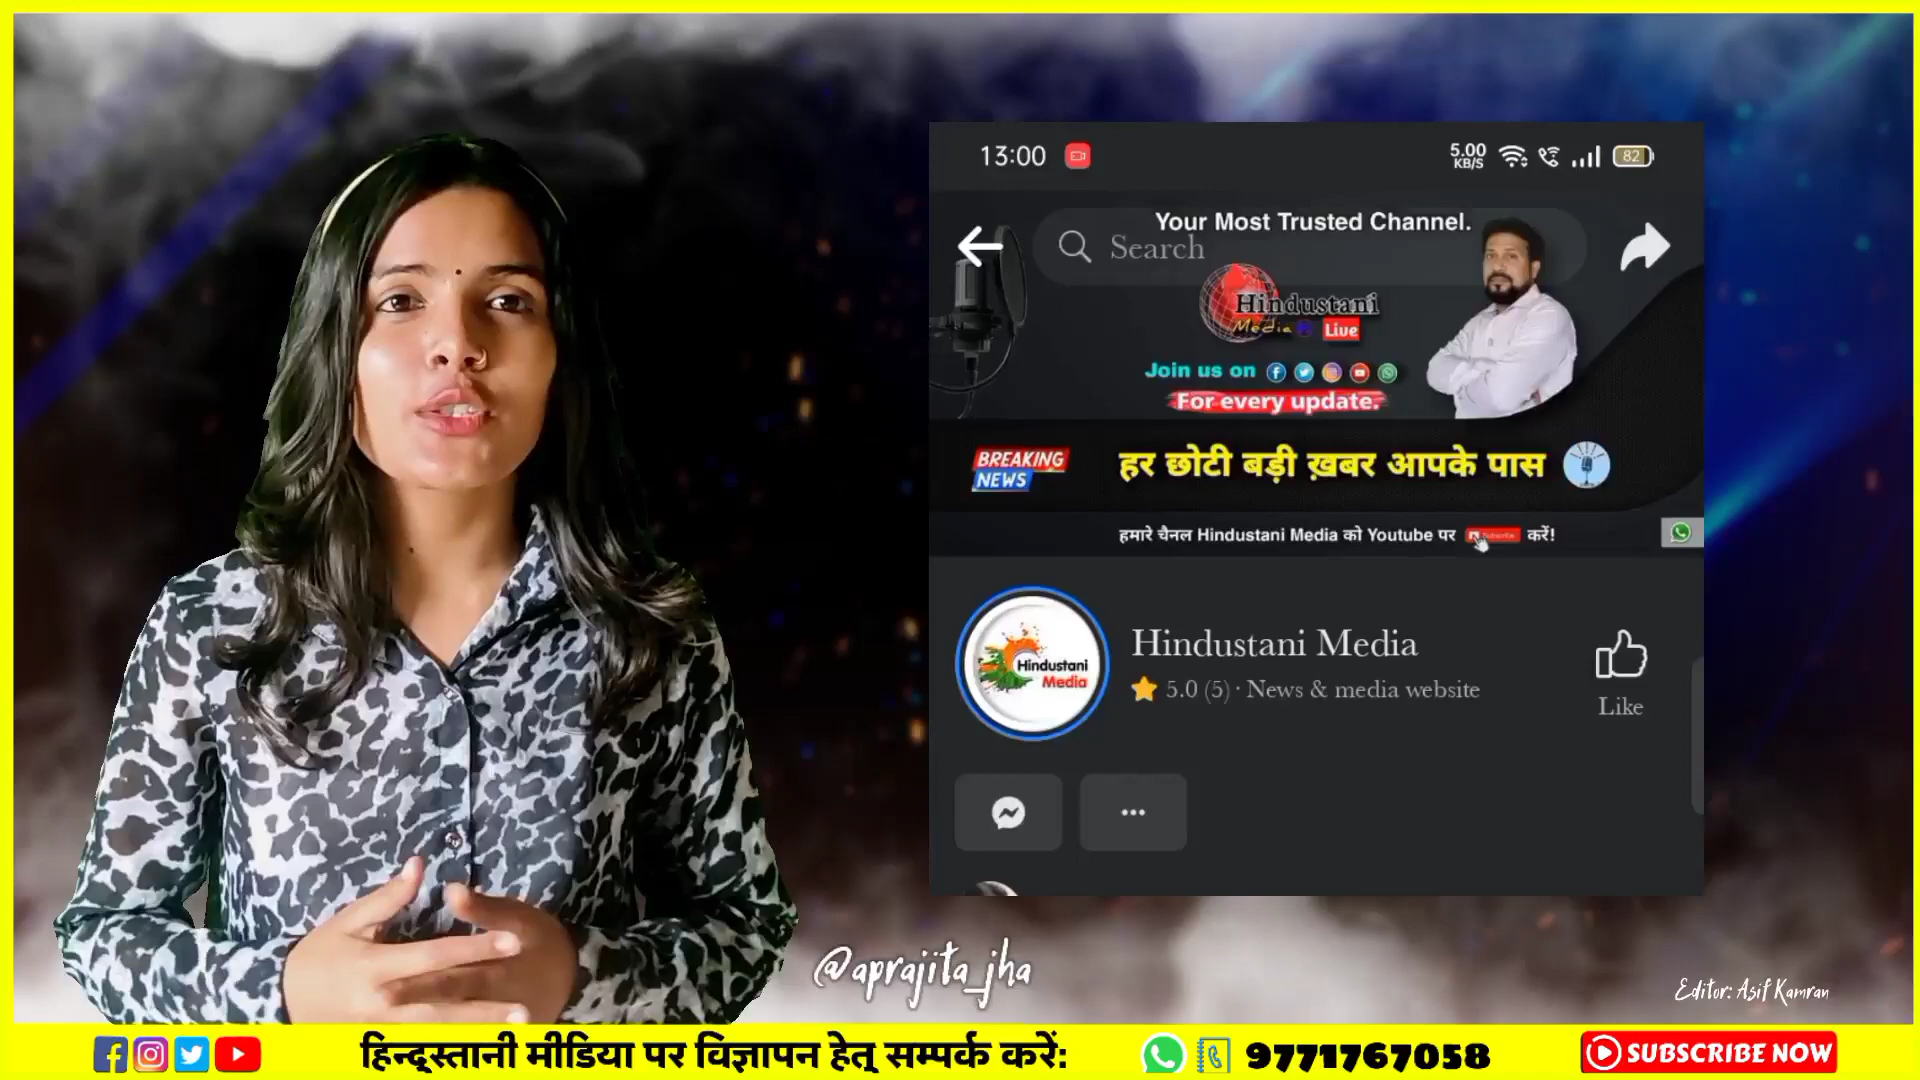 13:00
5.00
KB/S
82
Your Most Trusted Channel.
Search
Hindustani
Media Live
Join us on
For every update.
BREAKING
NEWS
हर छोटी बड़ी ख़बर आपके पास
हमारे चैनल Hindustani Media को Youtube पर Subscribe करें!
Hindustani
Media
Hindustani Media
5.0 (5) · News & media website
Like
@aprajita_jha
Editor: Asif Kamran
हिन्दुस्तानी मीडिया पर विज्ञापन हेतु सम्पर्क करें:
9771767058
SUBSCRIBE NOW